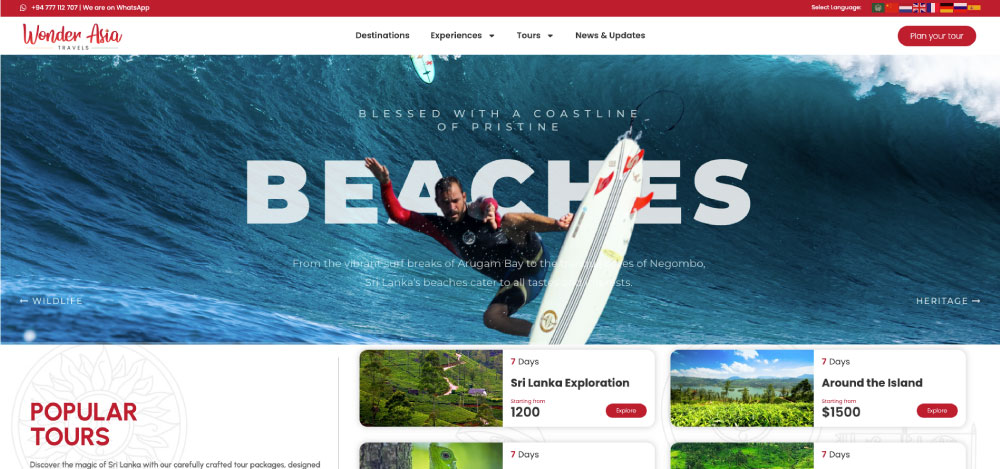 +94 777 112 707 | We are on WhatsApp
Select Language:
Wonder Asia
TRAVELS
Destinations
Experiences
Tours
News & Updates
Plan your tour
BLESSED WITH A COASTLINE
OF PRISTINE
BEACHES
From the vibrant surf breaks of Arugam Bay to the of Negombo,
Sri Lanka's beaches cater to all tastes
WILDLIFE
HERITAGE
POPULAR
TOURS
Discover the magic of Sri Lanka with our carefully crafted tour packages, designed
7 Days
Sri Lanka Exploration
Starting from
1200
Explore
7 Days
Around the Island
Starting from
$1500
Explore
7 Days
7 Days